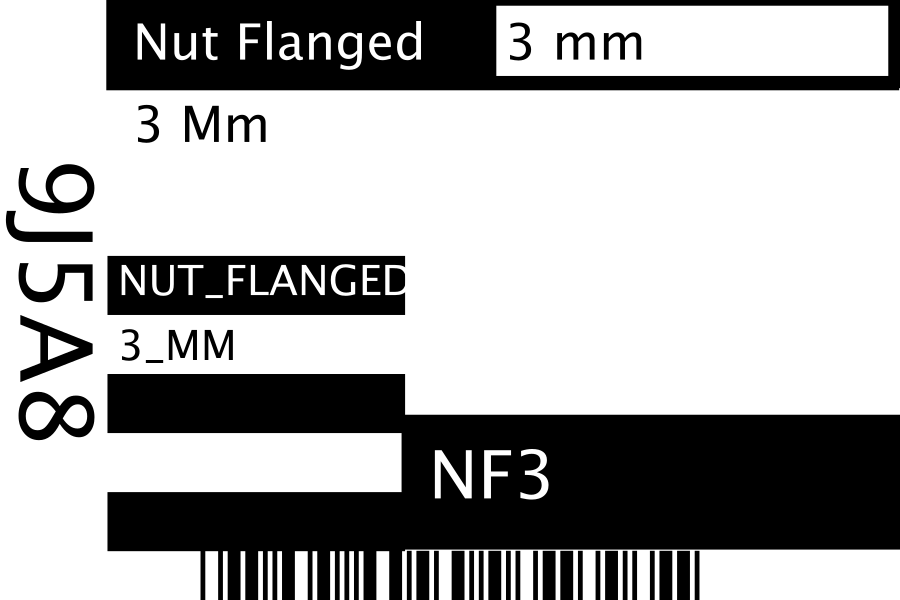 Nut Flanged 3 mm
3 Mm
9J5A8
NUT_FLANGED
3_MM
NF3